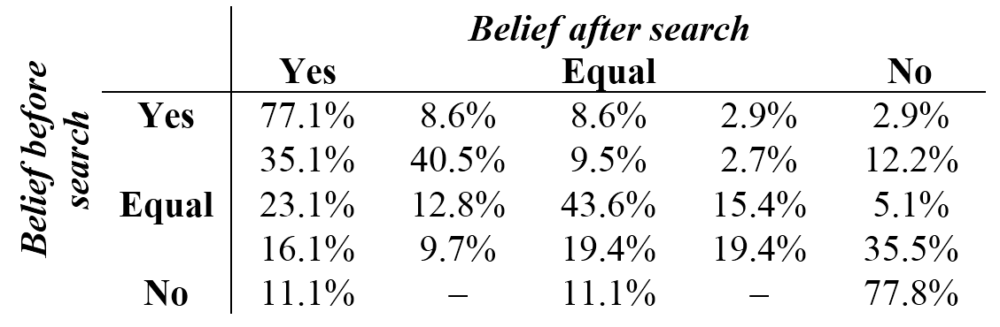 Belief after search
Yes Equal No
Belief before
search
Yes 77.1% 8.6% 8.6% 2.9% 2.9%
35.1% 40.5% 9.5% 2.7% 12.2%
Equal 23.1% 12.8% 43.6% 15.4% 5.1%
16.1% 9.7% 19.4% 19.4% 35.5%
No 11.1% – 11.1% – 77.8%